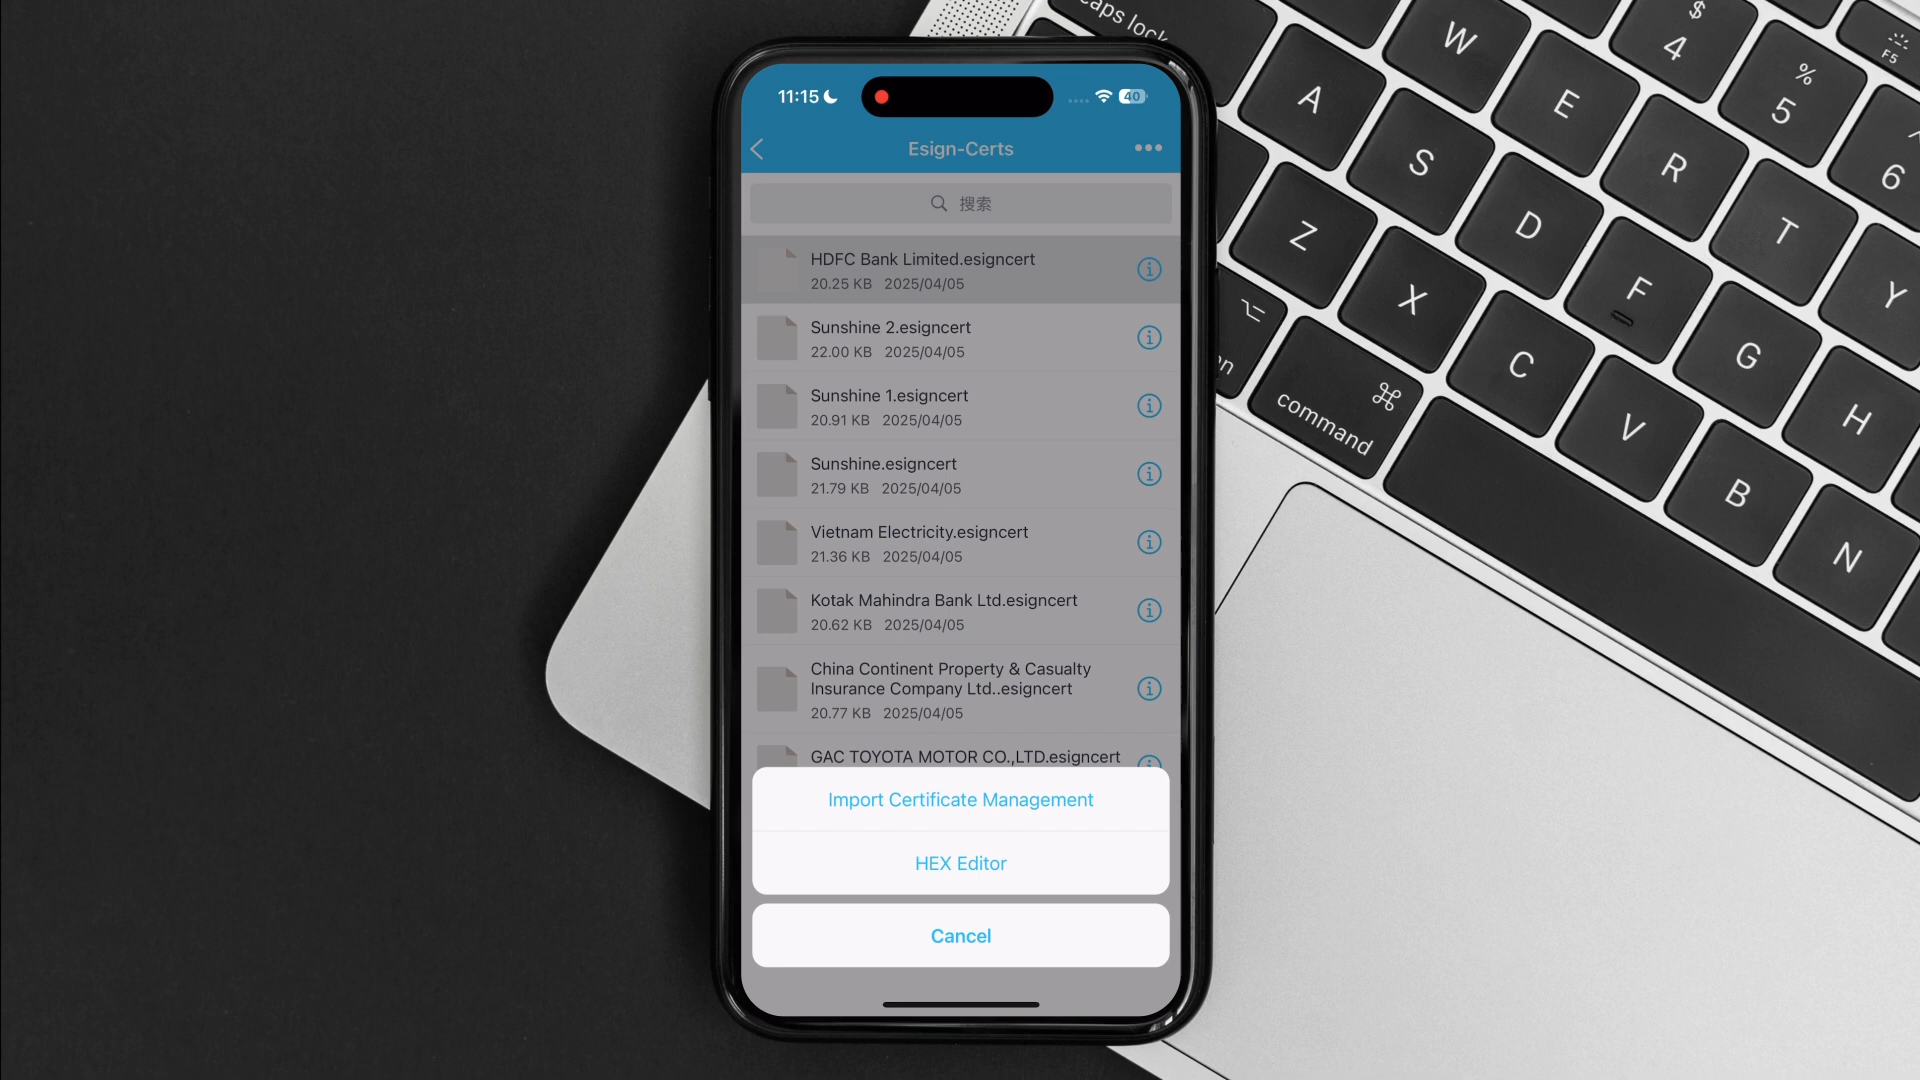 11:15
40
Esign-Certs
搜索
HDFC Bank Limited.esigncert
20.25 KB 2025/04/05
Sunshine 2.esigncert
22.00 KB 2025/04/05
Sunshine 1.esigncert
20.91 KB 2025/04/05
Sunshine.esigncert
21.79 KB 2025/04/05
Vietnam Electricity.esigncert
21.36 KB 2025/04/05
Kotak Mahindra Bank Ltd.esigncert
20.62 KB 2025/04/05
China Continent Property & Casualty
Insurance Company Ltd..esigncert
20.77 KB 2025/04/05
GAC TOYOTA MOTOR CO.,LTD.esigncert
Import Certificate Management
HEX Editor
Cancel
caps lock
$
4
%
5
6
F5
W
E
R
T
Y
A
S
D
F
G
H
Z
X
C
V
B
N
⌥
⌘
command